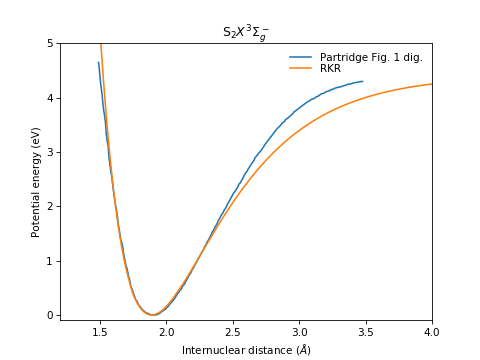 S₂X³Σ_g⁻
Partridge Fig. 1 dig.
RKR
Potential energy (eV)
5
4
3
2
1
0
1.5 2.0 2.5 3.0 3.5 4.0
Internuclear distance (Å)